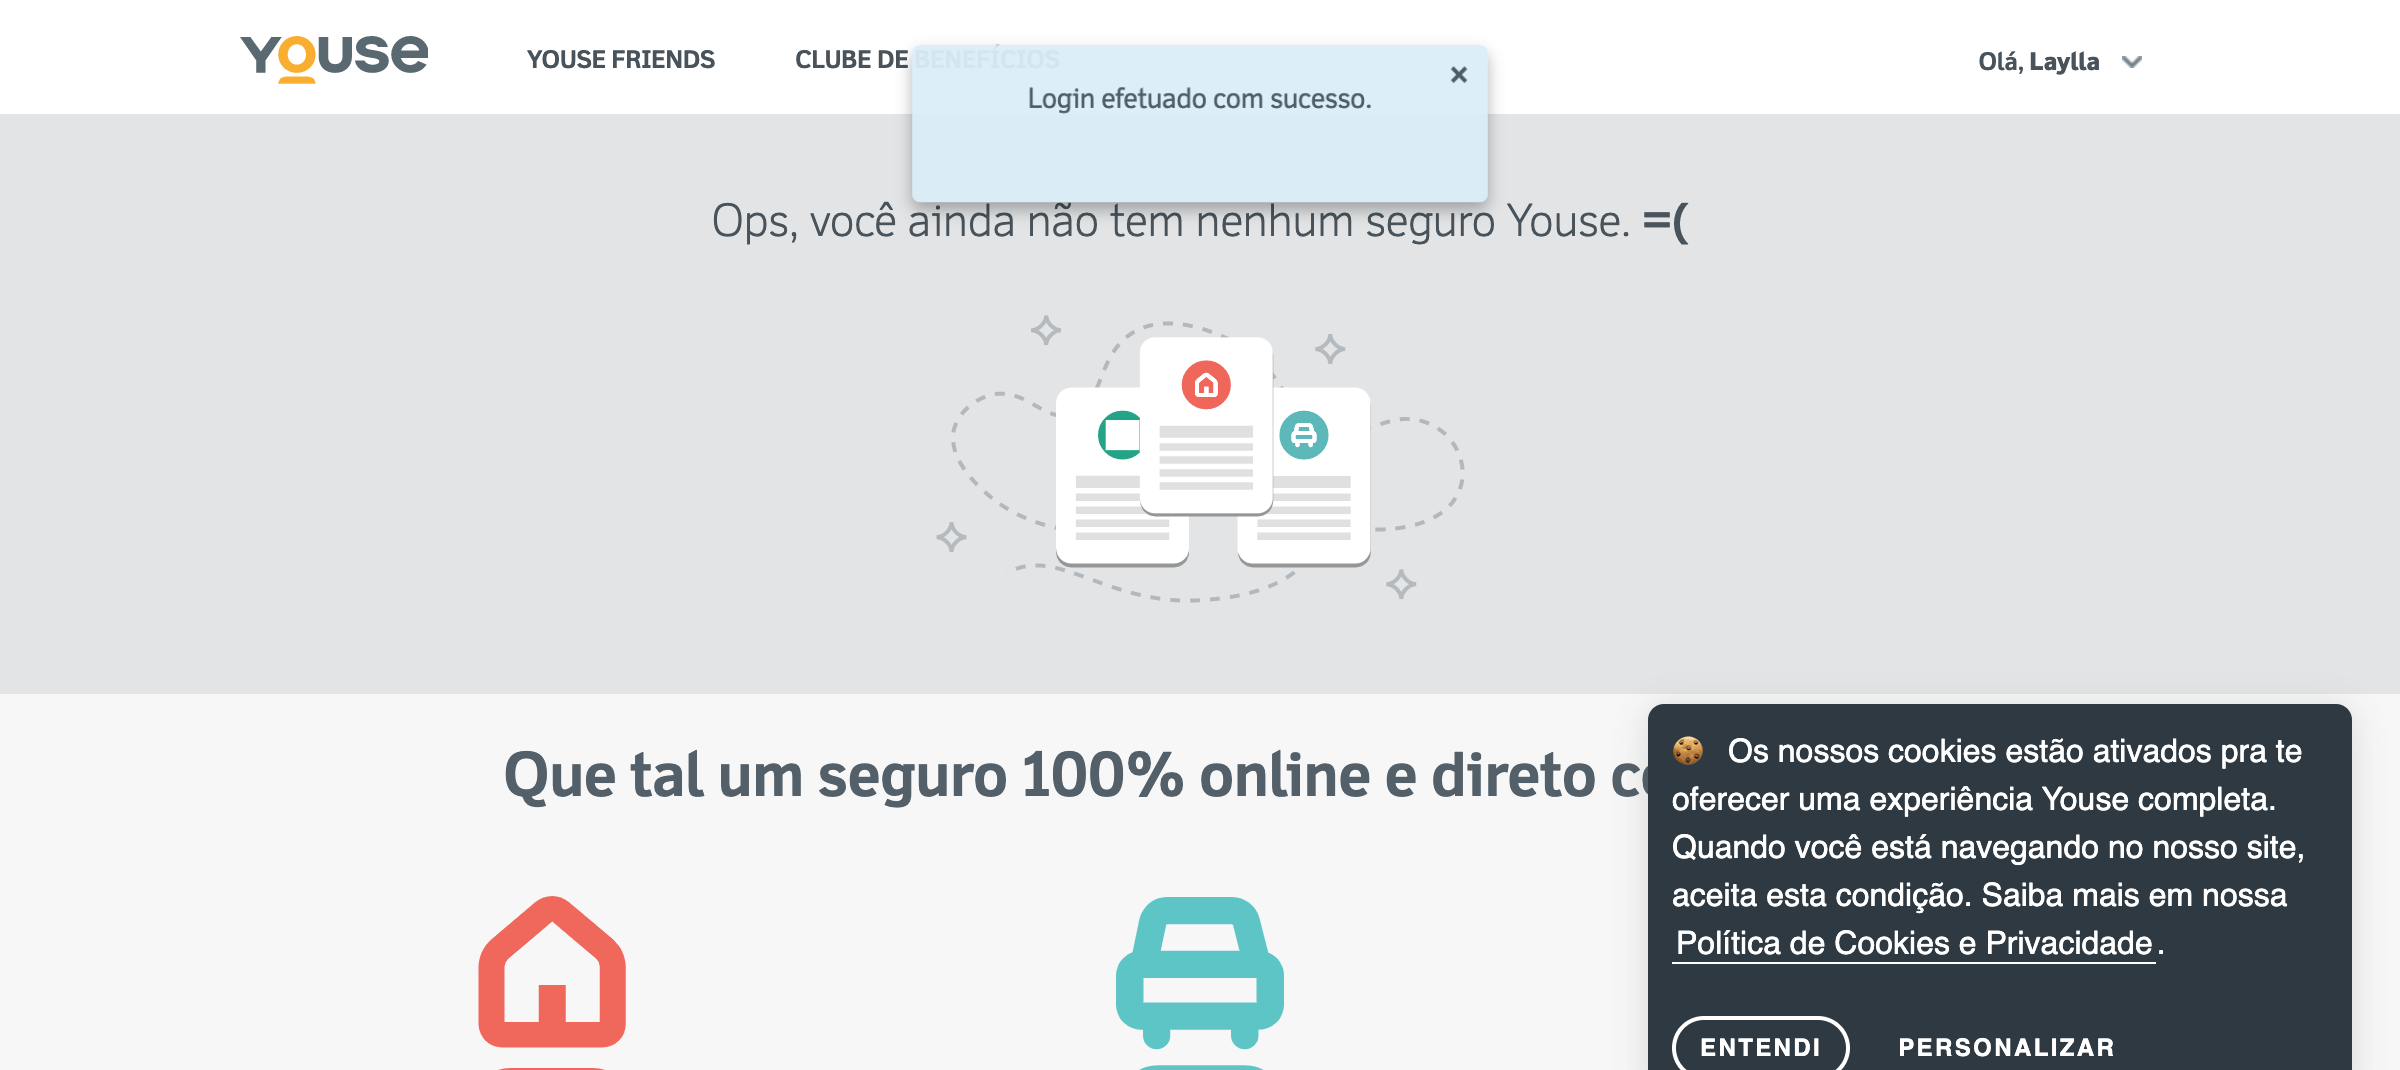 Youse
YOUSE FRIENDS
CLUBE DE BENEFÍCIOS
Olá, Laylla
×
Login efetuado com sucesso.
Ops, você ainda não tem nenhum seguro Youse. =(
Que tal um seguro 100% online e direto
Os nossos cookies estão ativados pra te
oferecer uma experiência Youse completa.
Quando você está navegando no nosso site,
aceita esta condição. Saiba mais em nossa
Política de Cookies e Privacidade.
ENTENDI
PERSONALIZAR